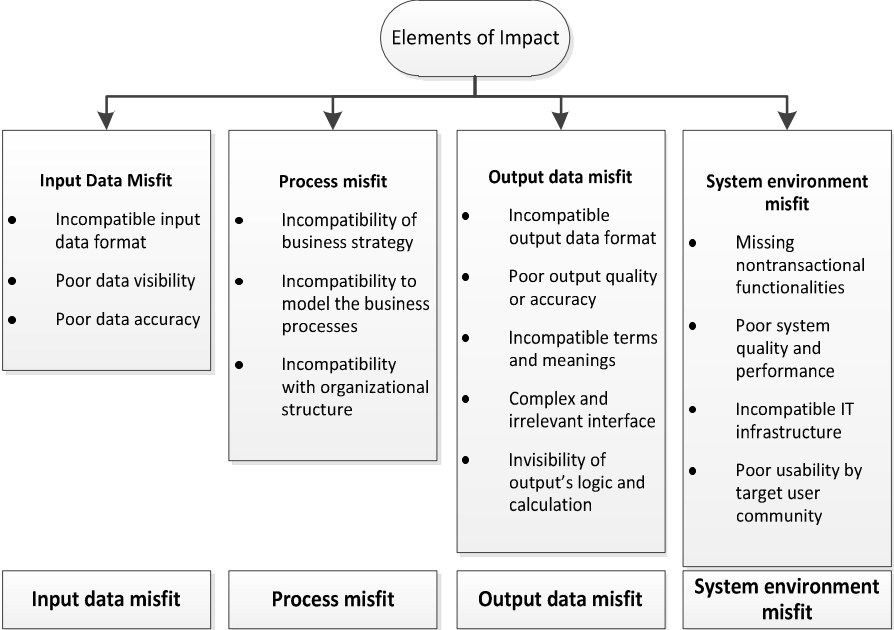 Elements of Impact
Input Data Misfit
• Incompatible input
data format
• Poor data visibility
• Poor data accuracy
Process misfit
• Incompatibility of
business strategy
• Incompatibility to
model the business
processes
• Incompatibility
with organizational
structure
Output data misfit
• Incompatible
output data format
• Poor output quality
or accuracy
• Incompatible terms
and meanings
• Complex and
irrelevant interface
• Invisibility of
output’s logic and
calculation
System environment
misfit
• Missing
nontransactional
functionalities
• Poor system
quality and
performance
• Incompatible IT
infrastructure
• Poor usability by
target user
community
Input data misfit
Process misfit
Output data misfit
System environment
misfit